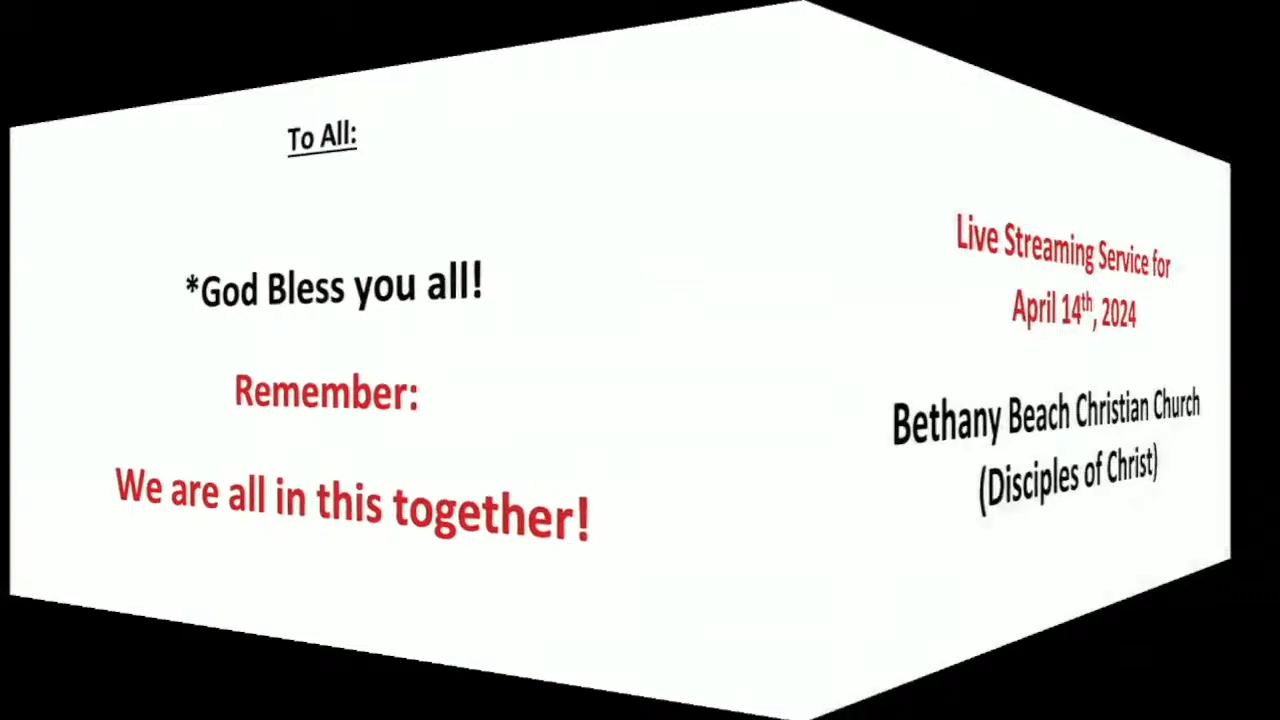 To All:
*God Bless you all!
Remember:
We are all in this together!
Live Streaming Service for
April 14th, 2024
Bethany Beach Christian Church
(Disciples of Christ)